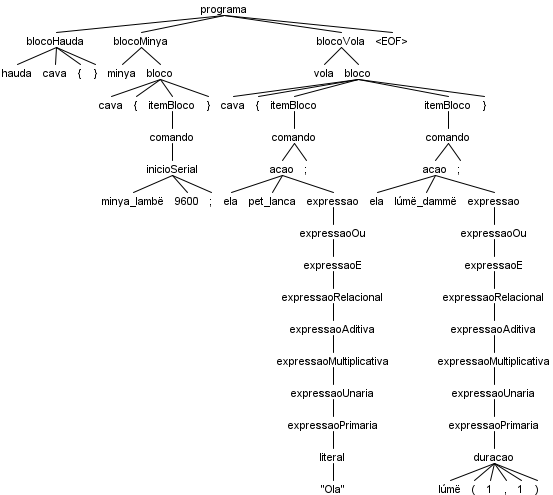 programa
blocoHauda blocoMinya blocoVola <EOF>
hauda cava { } minya bloco vola bloco
cava { itemBloco } cava { itemBloco itemBloco }
comando comando comando
inicioSerial acao ; acao ;
minya_lambë 9600 ; ela pet_lanca expressao ela lúmë_dammë expressao
expressaoOu expressaoOu
expressaoE expressaoE
expressaoRelacional expressaoRelacional
expressaoAditiva expressaoAditiva
expressaoMultiplicativa expressaoMultiplicativa
expressaoUnaria expressaoUnaria
expressaoPrimaria expressaoPrimaria
literal duracao
"Ola" lúmë ( 1 , 1 )